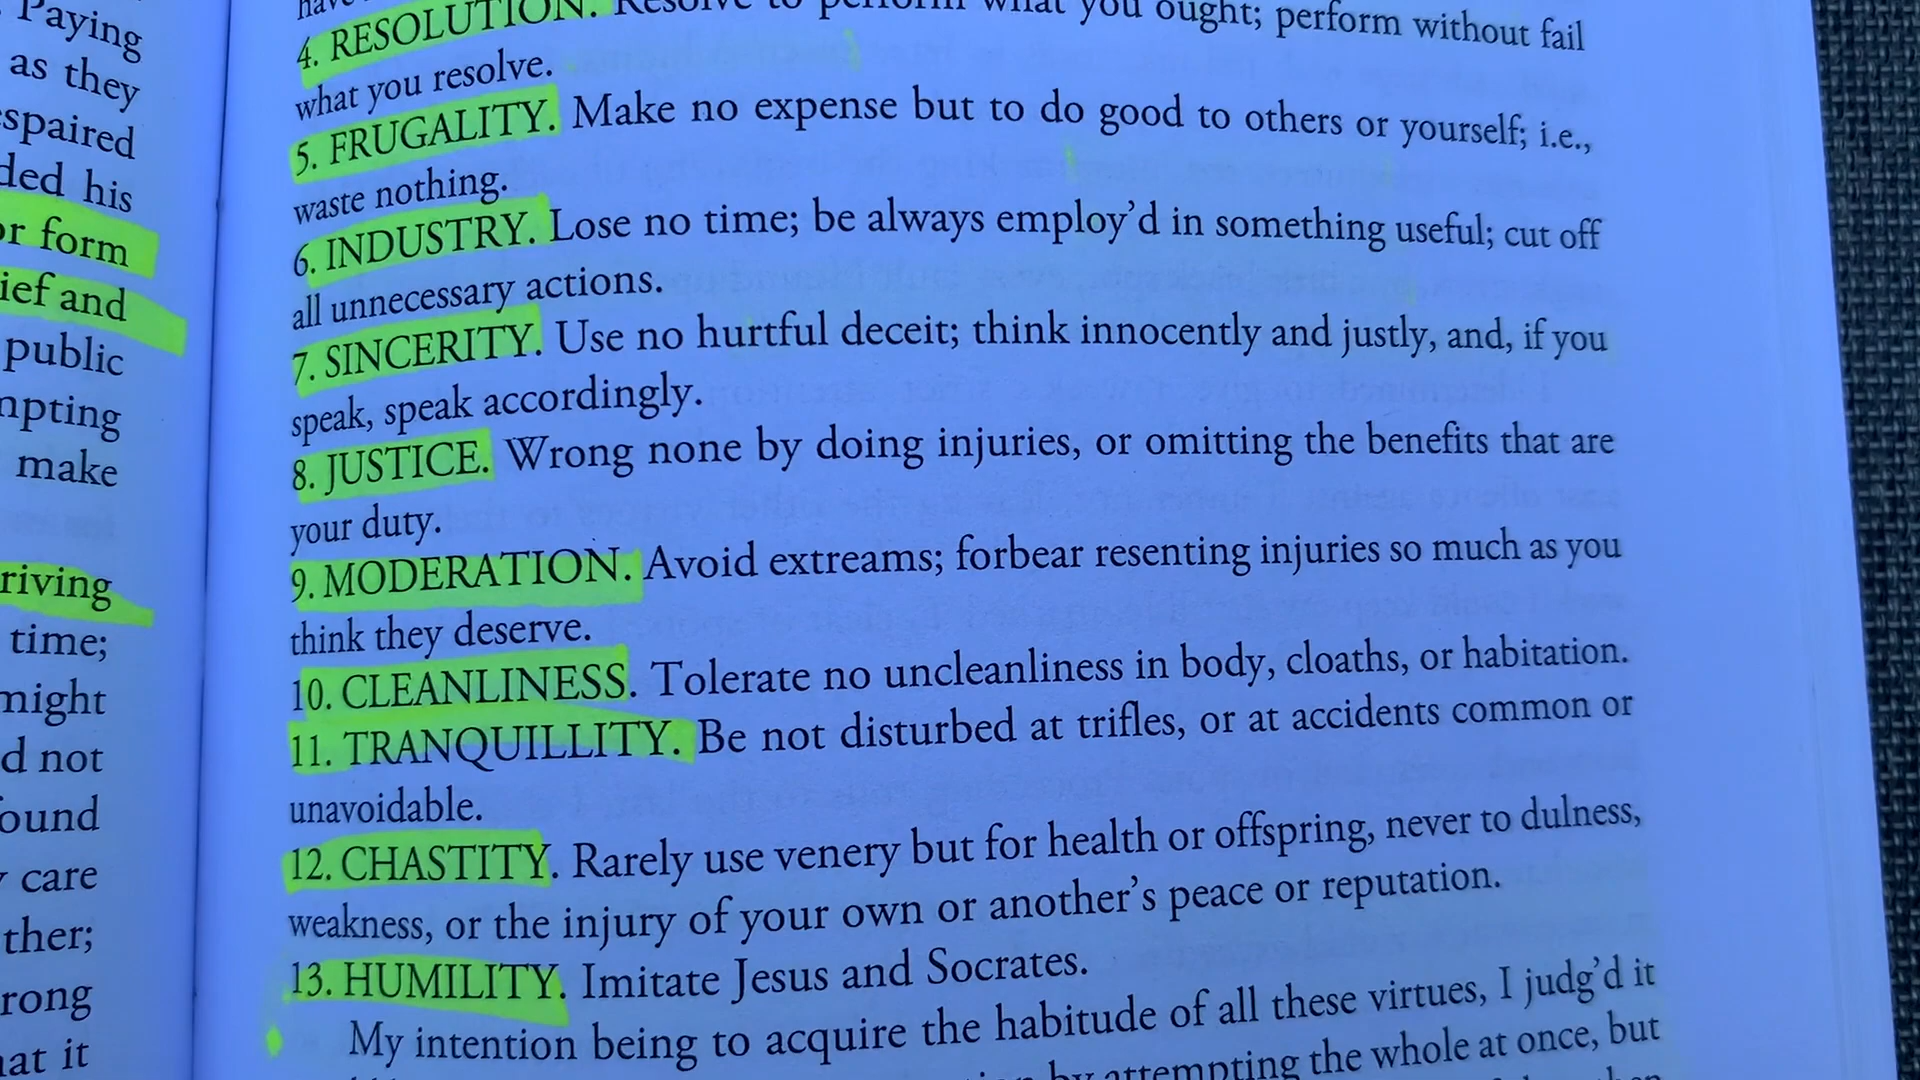 Paying
as they
spaired
ded his
or form
ief and
public
mpting
make
riving
time;
might
d not
ound
care
ther;
rong
hat it
have
4. RESOLUTION. Resolve to perform what you ought; perform without fail
what you resolve.
5. FRUGALITY. Make no expense but to do good to others or yourself; i.e.,
waste nothing.
6. INDUSTRY. Lose no time; be always employ'd in something useful; cut off
all unnecessary actions.
7. SINCERITY. Use no hurtful deceit; think innocently and justly, and, if you
speak, speak accordingly.
8. JUSTICE. Wrong none by doing injuries, or omitting the benefits that are
your duty.
9. MODERATION. Avoid extreams; forbear resenting injuries so much as you
think they deserve.
10. CLEANLINESS. Tolerate no uncleanliness in body, cloaths, or habitation.
11. TRANQUILLITY. Be not disturbed at trifles, or at accidents common or
unavoidable.
12. CHASTITY. Rarely use venery but for health or offspring, never to dulness,
weakness, or the injury of your own or another's peace or reputation.
13. HUMILITY. Imitate Jesus and Socrates.
My intention being to acquire the habitude of all these virtues, I judg'd it
by attempting the whole at once, but